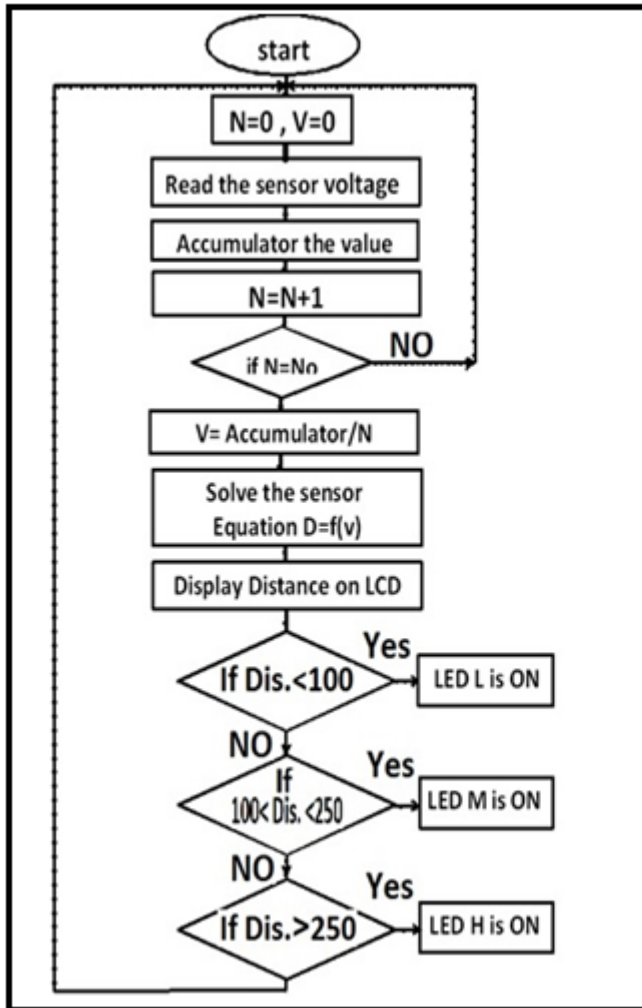 start
N=0 , V=0
Read the sensor voltage
Accumulator the value
N=N+1
if N=No
NO
V= Accumulator/N
Solve the sensor
Equation D=f(v)
Display Distance on LCD
If Dis.<100
Yes
LED L is ON
NO
If
100< Dis. <250
Yes
LED M is ON
NO
If Dis.>250
Yes
LED H is ON